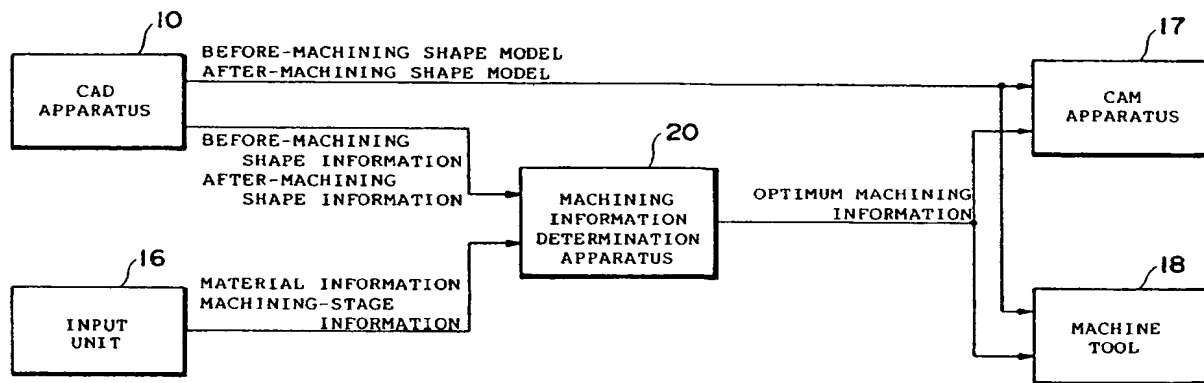 10
CAD
APPARATUS
BEFORE-MACHINING SHAPE MODEL
AFTER-MACHINING SHAPE MODEL
BEFORE-MACHINING
SHAPE INFORMATION
AFTER-MACHINING
SHAPE INFORMATION
16
INPUT
UNIT
MATERIAL INFORMATION
MACHINING-STAGE
INFORMATION
20
MACHINING
INFORMATION
DETERMINATION
APPARATUS
OPTIMUM MACHINING
INFORMATION
17
CAM
APPARATUS
18
MACHINE
TOOL